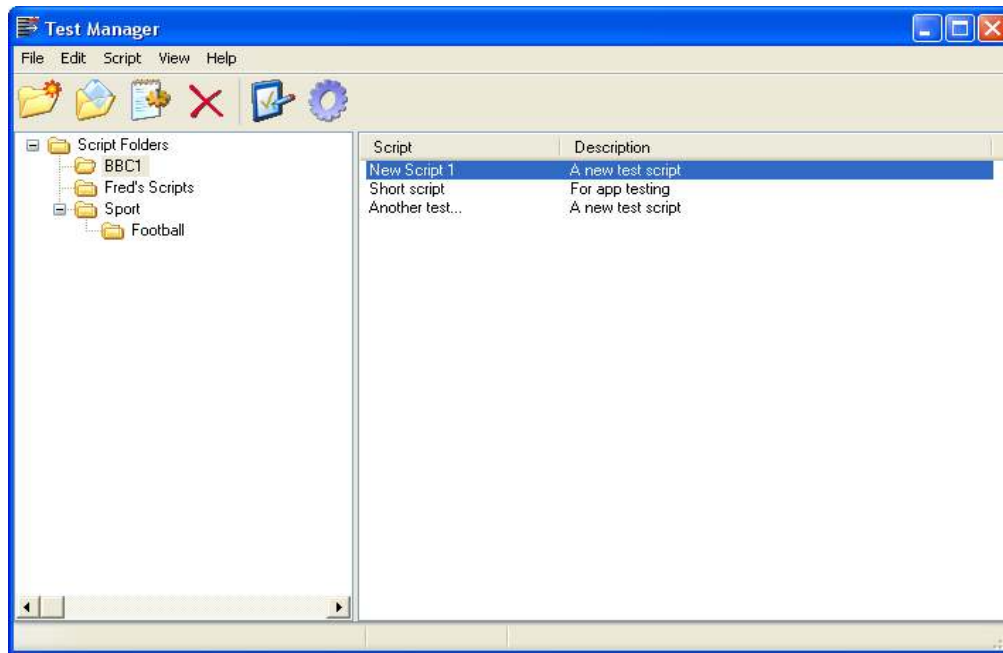 Test Manager
File Edit Script View Help
Script Folders
BBC1
Fred's Scripts
Sport
Football
Script Description
New Script 1 A new test script
Short script For app testing
Another test... A new test script